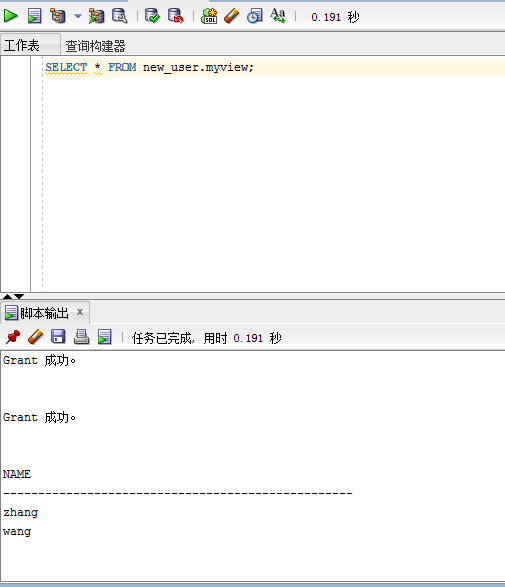 SQL Aa 0.191 秒
工作表 查询构建器
SELECT * FROM new_user.myview;
脚本输出 x
任务已完成, 用时 0.191 秒
Grant 成功。
Grant 成功。
NAME
--------------------------------------------------
zhang
wang